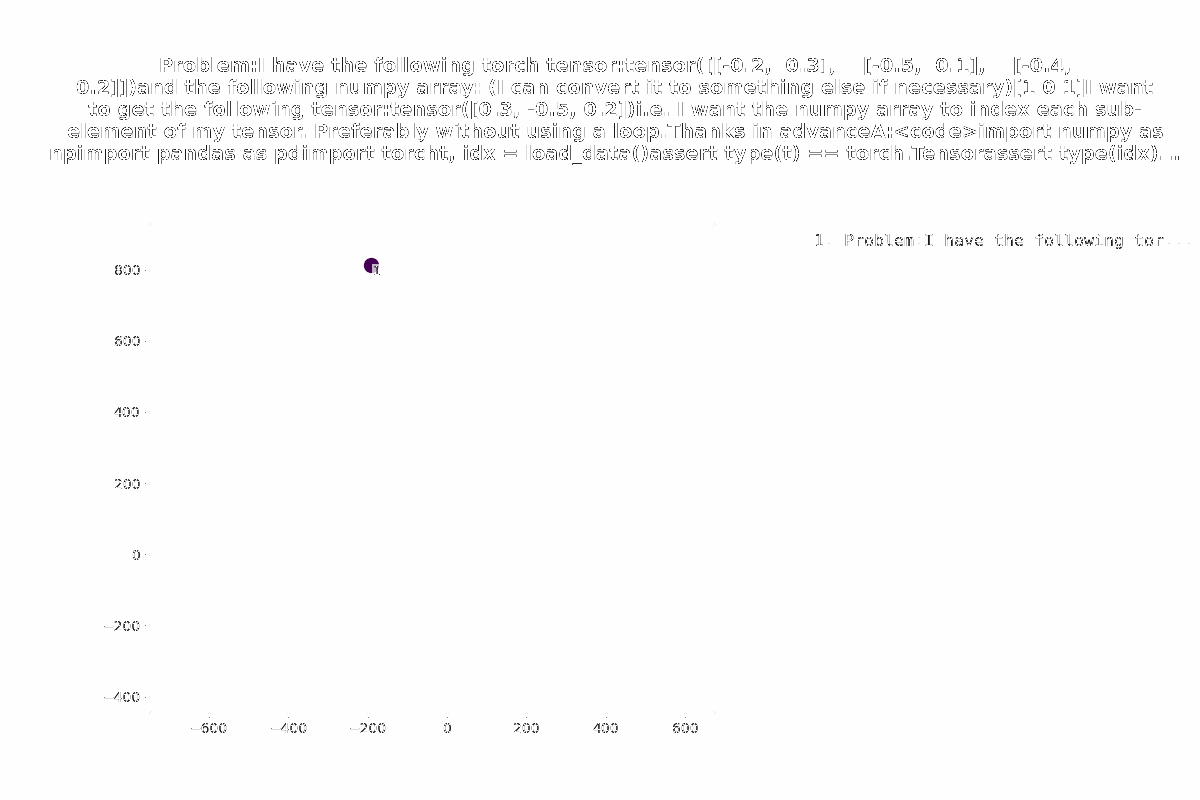 Problem:I have the following torch tensor:tensor([[-0.2,  0.3],    [-0.5,  0.1],    [-0.4,
0.2]])and the following numpy array: (I can convert it to something else if necessary)[1 0 1]I want
to get the following tensor:tensor([0.3, -0.5, 0.2])i.e. I want the numpy array to index each sub-
element of my tensor. Preferably without using a loop.Thanks in advanceA:<code>import numpy as
npimport pandas as pdimport torcht, idx = load_data()assert type(t) == torch.Tensorassert type(idx)...
1. Problem:I have the following tor...
800
600
400
200
0
−200
−400
−600 −400 −200 0 200 400 600